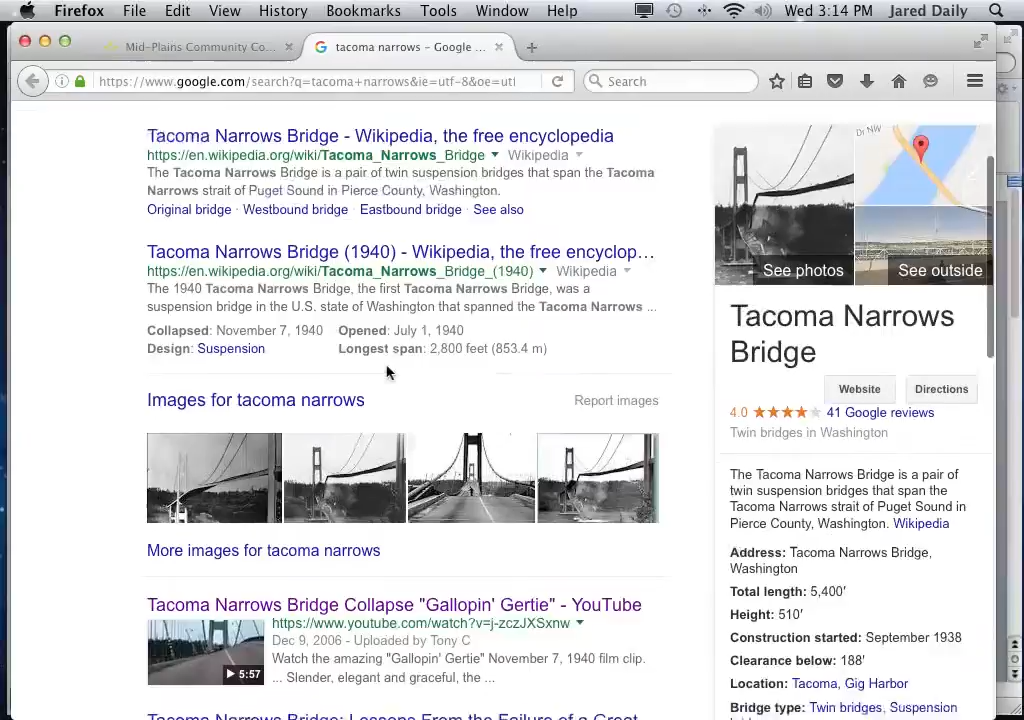 Firefox File Edit View History Bookmarks Tools Window Help Wed 3:14 PM Jared Daily
Mid-Plains Community Co... tacoma narrows - Google ...
https://www.google.com/search?q=tacoma+narrows&ie=utf-8&oe=utf Search
Tacoma Narrows Bridge - Wikipedia, the free encyclopedia
https://en.wikipedia.org/wiki/Tacoma_Narrows_Bridge Wikipedia
The Tacoma Narrows Bridge is a pair of twin suspension bridges that span the Tacoma
Narrows strait of Puget Sound in Pierce County, Washington.
Original bridge · Westbound bridge · Eastbound bridge · See also
Tacoma Narrows Bridge (1940) - Wikipedia, the free encyclop...
https://en.wikipedia.org/wiki/Tacoma_Narrows_Bridge_(1940) Wikipedia
The 1940 Tacoma Narrows Bridge, the first Tacoma Narrows Bridge, was a
suspension bridge in the U.S. state of Washington that spanned the Tacoma Narrows ...
Collapsed: November 7, 1940 Opened: July 1, 1940
Design: Suspension Longest span: 2,800 feet (853.4 m)
Images for tacoma narrows Report images
More images for tacoma narrows
Tacoma Narrows Bridge Collapse "Gallopin' Gertie" - YouTube
https://www.youtube.com/watch?v=j-zczJXSxnw
Dec 9, 2006 - Uploaded by Tony C
Watch the amazing "Gallopin' Gertie" November 7, 1940 film clip.
... Slender, elegant and graceful, the ...
5:57
Tacoma Narrows Bridge: Lessons From the Failure of a Great
Dr NW
See photos See outside
Tacoma Narrows
Bridge
Website Directions
4.0 41 Google reviews
Twin bridges in Washington
The Tacoma Narrows Bridge is a pair of
twin suspension bridges that span the
Tacoma Narrows strait of Puget Sound in
Pierce County, Washington. Wikipedia
Address: Tacoma Narrows Bridge,
Washington
Total length: 5,400′
Height: 510′
Construction started: September 1938
Clearance below: 188′
Location: Tacoma, Gig Harbor
Bridge type: Twin bridges, Suspension